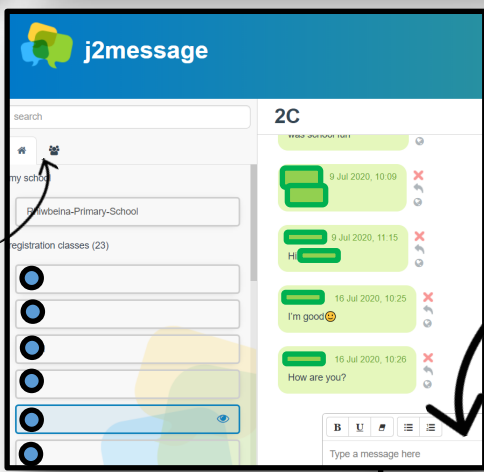 j2message
search
my school
Rhiwbeina-Primary-School
registration classes (23)
2C
was school fun
9 Jul 2020, 10:09
9 Jul 2020, 11:15
Hi
16 Jul 2020, 10:25
I'm good
16 Jul 2020, 10:26
How are you?
B U
Type a message here